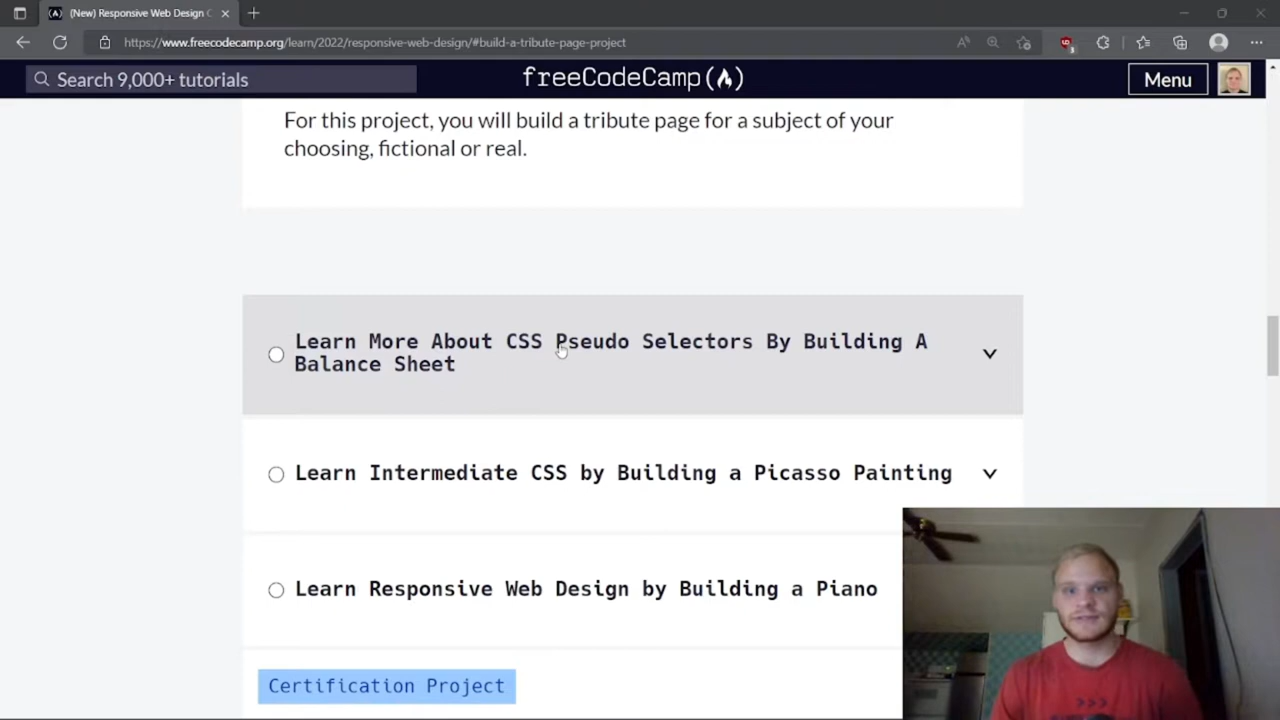 (New) Responsive Web Design
https://www.freecodecamp.org/learn/2022/responsive-web-design/#build-a-tribute-page-project
Search 9,000+ tutorials
freeCodeCamp(🔥)
Menu
For this project, you will build a tribute page for a subject of your
choosing, fictional or real.
Learn More About CSS Pseudo Selectors By Building A
Balance Sheet
Learn Intermediate CSS by Building a Picasso Painting
Learn Responsive Web Design by Building a Piano
Certification Project